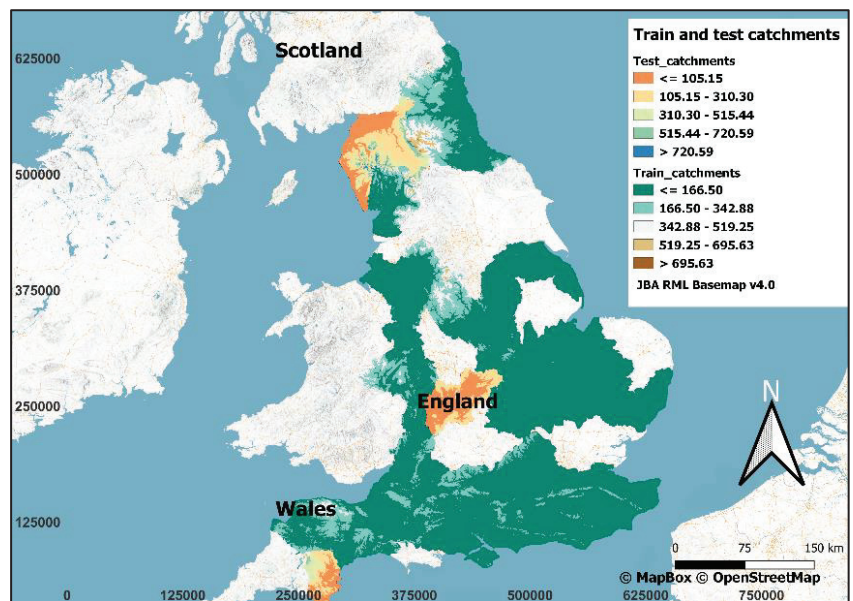 Scotland
England
Wales
Train and test catchments
Test_catchments
<= 105.15
105.15 - 310.30
310.30 - 515.44
515.44 - 720.59
> 720.59
Train_catchments
<= 166.50
166.50 - 342.88
342.88 - 519.25
519.25 - 695.63
> 695.63
JBA RML Basemap v4.0
625000
500000
375000
250000
125000
N
0 75 150 km
© MapBox © OpenStreetMap
0 125000 250000 375000 500000 625000 750000